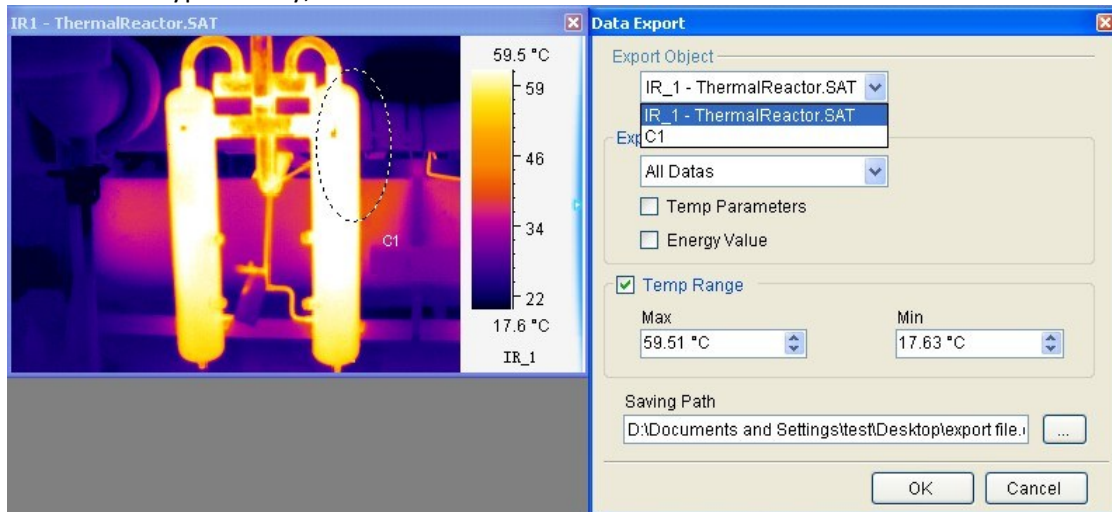 IR1 - ThermalReactor.SAT
59.5 °C
59
46
34
22
17.6 °C
IR_1
C1
Data Export
Export Object
IR_1 - ThermalReactor.SAT
IR_1 - ThermalReactor.SAT
C1
All Datas
Temp Parameters
Energy Value
Temp Range
Max
Min
59.51 °C
17.63 °C
Saving Path
D:\Documents and Settings\test\Desktop\export file.
...
OK
Cancel